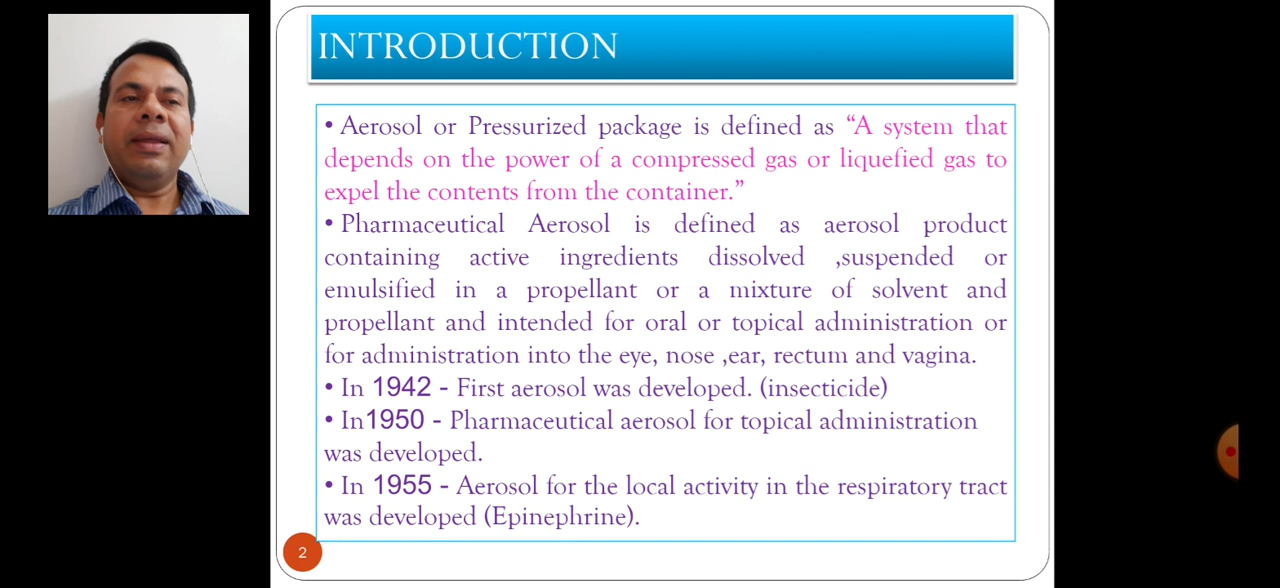 INTRODUCTION
• Aerosol or Pressurized package is defined as “A system that
depends on the power of a compressed gas or liquefied gas to
expel the contents from the container.”
• Pharmaceutical Aerosol is defined as aerosol product
containing active ingredients dissolved ,suspended or
emulsified in a propellant or a mixture of solvent and
propellant and intended for oral or topical administration or
for administration into the eye, nose ,ear, rectum and vagina.
• In 1942 - First aerosol was developed. (insecticide)
• In1950 - Pharmaceutical aerosol for topical administration
was developed.
• In 1955 - Aerosol for the local activity in the respiratory tract
was developed (Epinephrine).
2